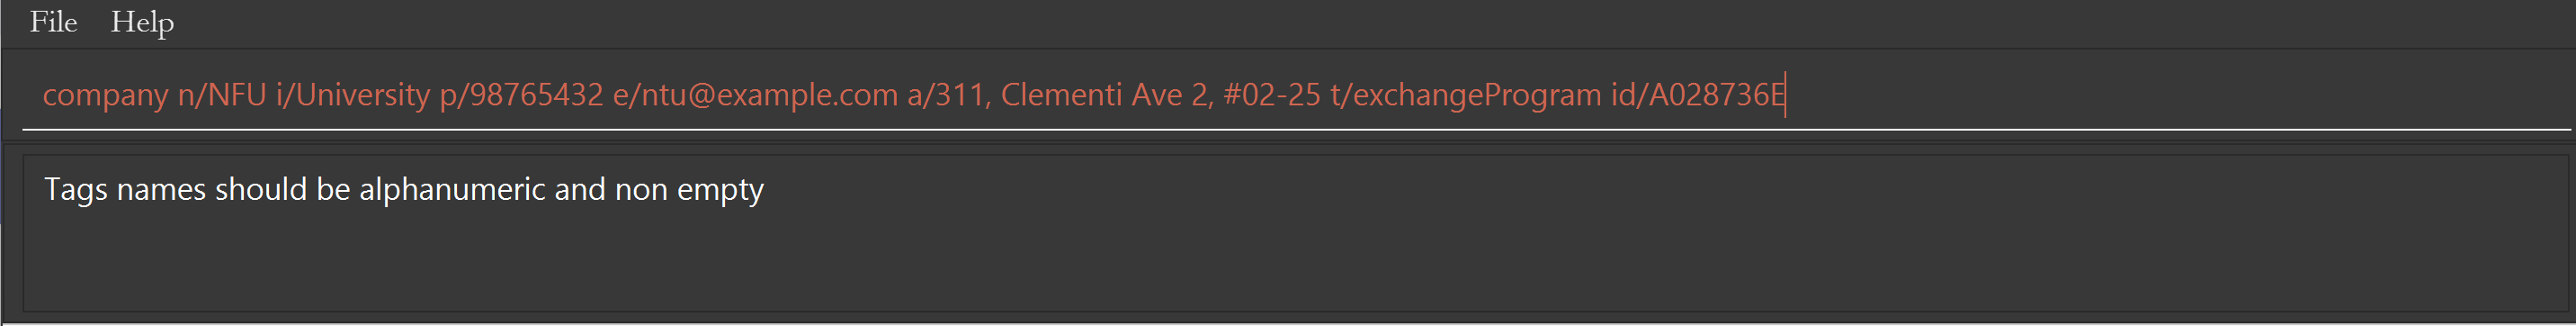 File Help
company n/NFU i/University p/98765432 e/ntu@example.com a/311, Clementi Ave 2, #02-25 t/exchangeProgram id/A028736E
Tags names should be alphanumeric and non empty